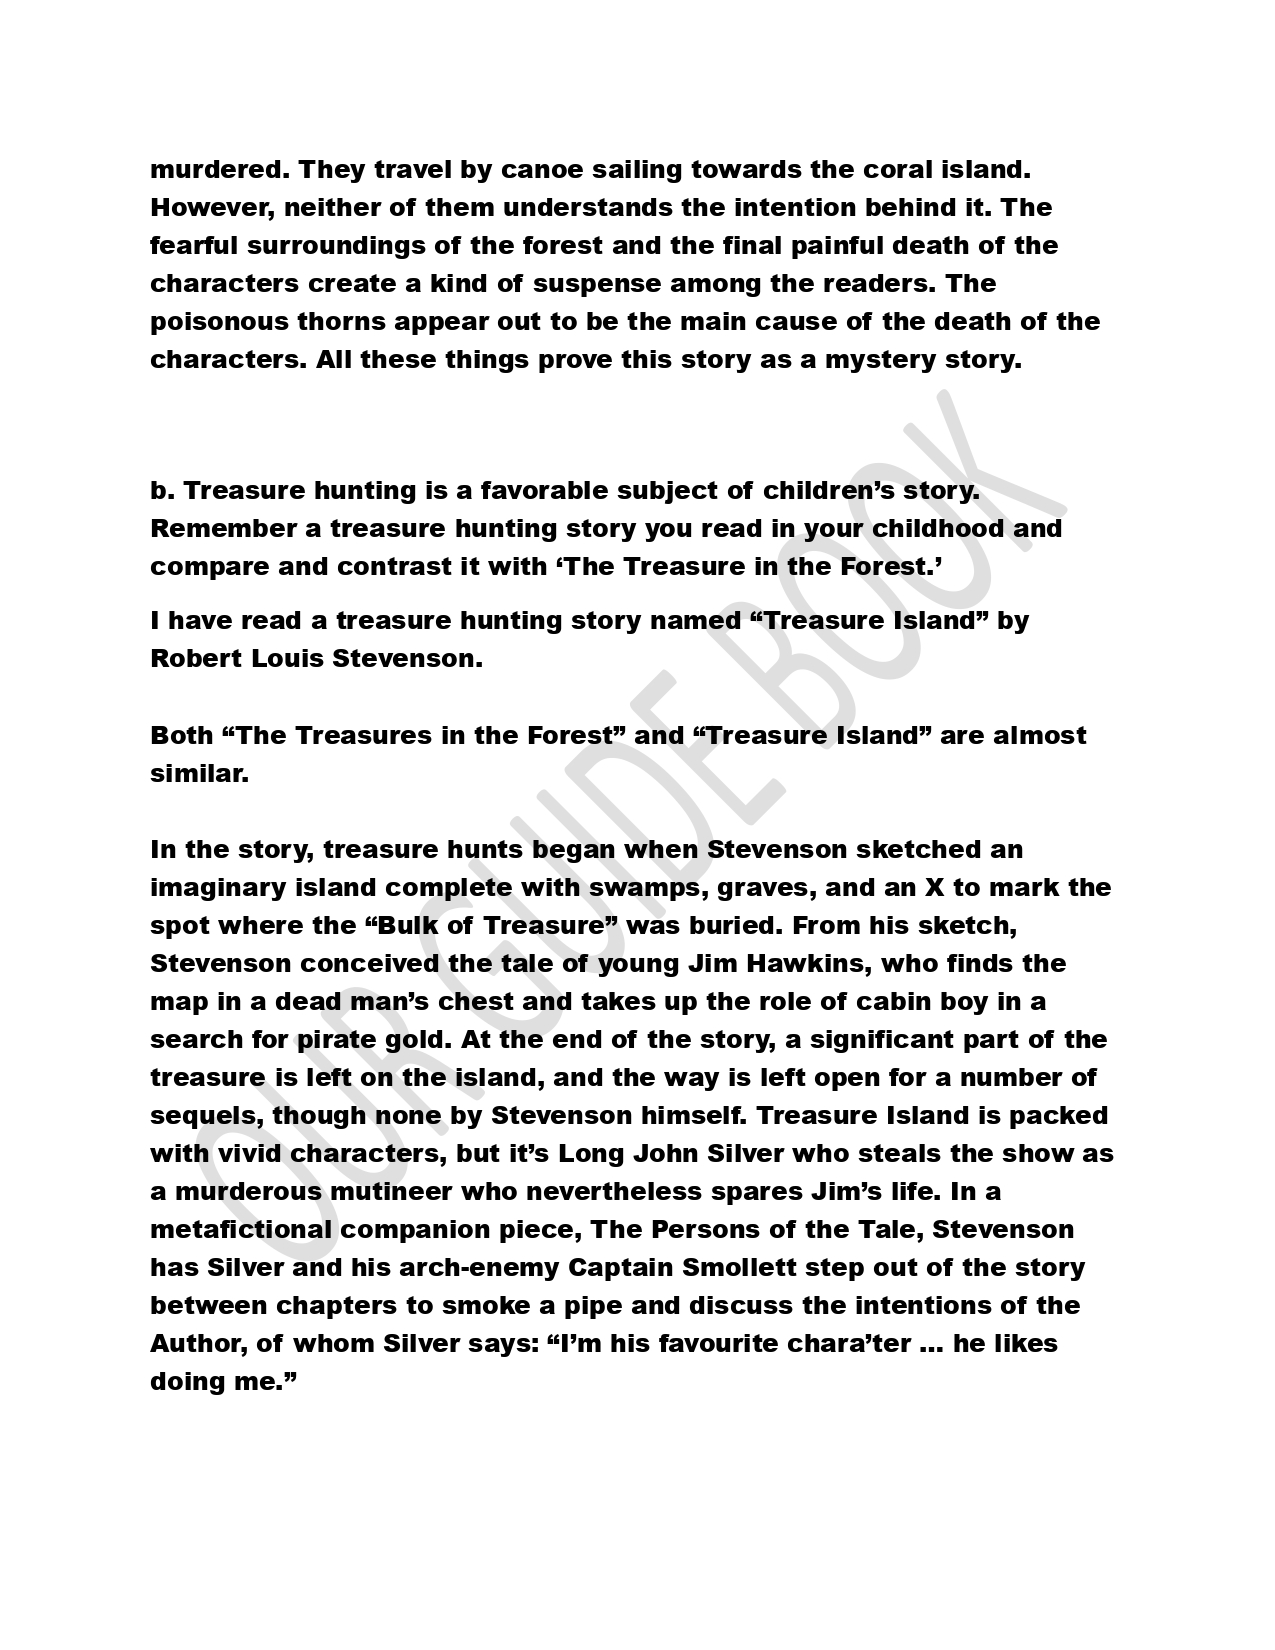 murdered. They travel by canoe sailing towards the coral island.
However, neither of them understands the intention behind it. The
fearful surroundings of the forest and the final painful death of the
characters create a kind of suspense among the readers. The
poisonous thorns appear out to be the main cause of the death of the
characters. All these things prove this story as a mystery story.
b. Treasure hunting is a favorable subject of children’s story.
Remember a treasure hunting story you read in your childhood and
compare and contrast it with ‘The Treasure in the Forest.’
I have read a treasure hunting story named “Treasure Island” by
Robert Louis Stevenson.
Both “The Treasures in the Forest” and “Treasure Island” are almost
similar.
In the story, treasure hunts began when Stevenson sketched an
imaginary island complete with swamps, graves, and an X to mark the
spot where the “Bulk of Treasure” was buried. From his sketch,
Stevenson conceived the tale of young Jim Hawkins, who finds the
map in a dead man’s chest and takes up the role of cabin boy in a
search for pirate gold. At the end of the story, a significant part of the
treasure is left on the island, and the way is left open for a number of
sequels, though none by Stevenson himself. Treasure Island is packed
with vivid characters, but it’s Long John Silver who steals the show as
a murderous mutineer who nevertheless spares Jim’s life. In a
metafictional companion piece, The Persons of the Tale, Stevenson
has Silver and his arch-enemy Captain Smollett step out of the story
between chapters to smoke a pipe and discuss the intentions of the
Author, of whom Silver says: “I’m his favourite chara’ter … he likes
doing me.”
OUR GUIDE BOOK